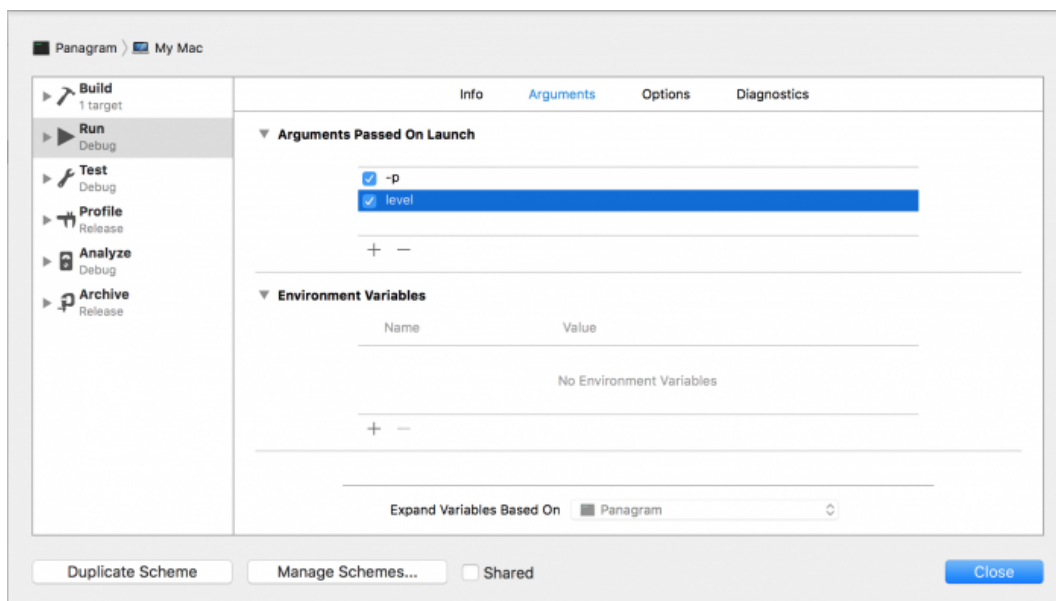 Panagram My Mac
Build
1 target
Run
Debug
Test
Debug
Profile
Release
Analyze
Debug
Archive
Release
Info Arguments Options Diagnostics
Arguments Passed On Launch
-p
level
Environment Variables
Name Value
No Environment Variables
Expand Variables Based On Panagram
Duplicate Scheme Manage Schemes... Shared Close